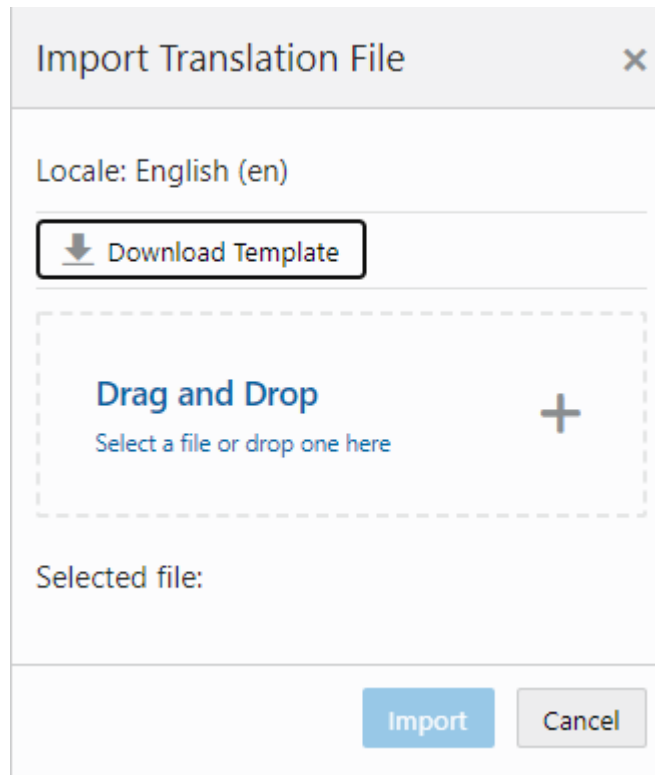 Import Translation File
Locale: English (en)
Download Template
Drag and Drop
Select a file or drop one here
Selected file:
Import
Cancel